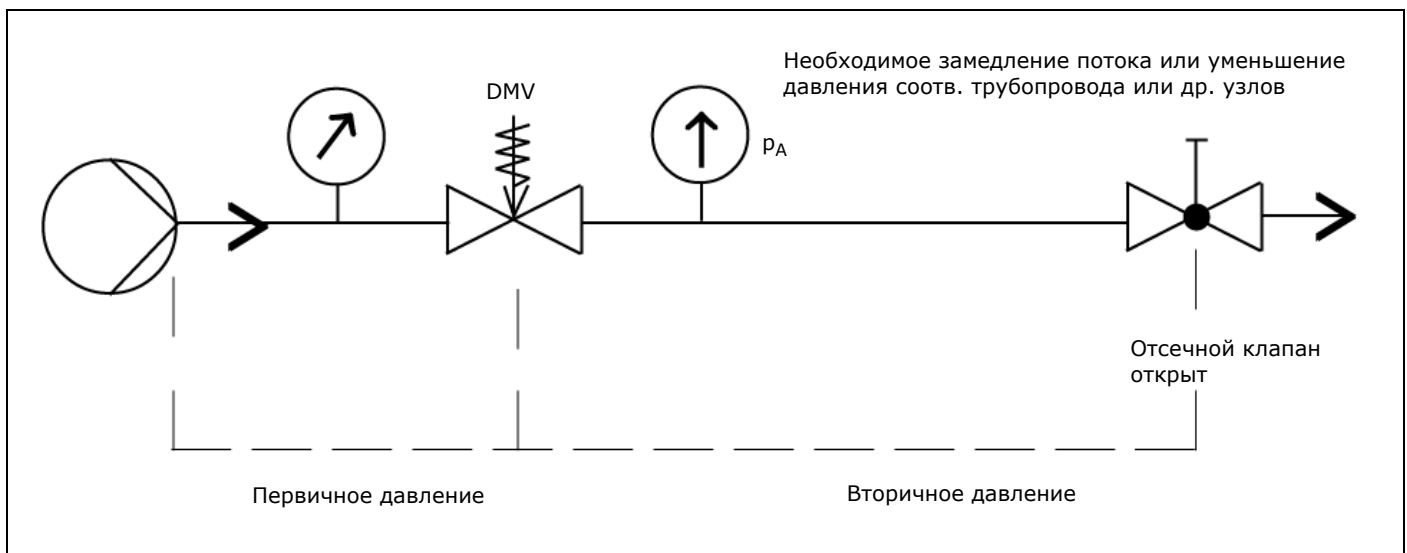 Необходимое замедление потока или уменьшение
давления соотв. трубопровода или др. узлов
DMV
pA
Отсечной клапан
открыт
Первичное давление
Вторичное давление